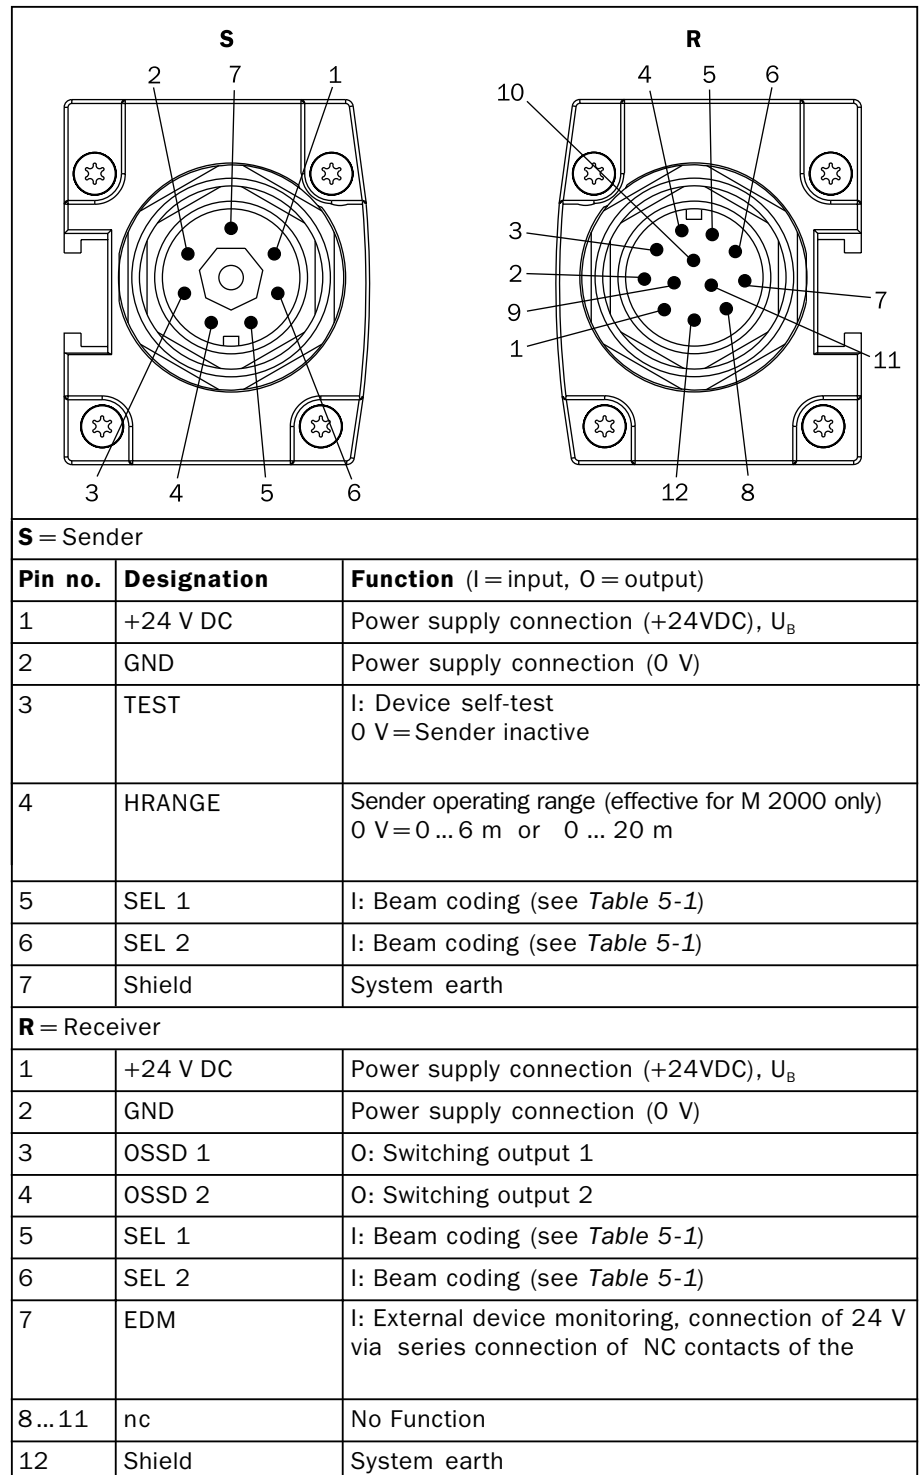 S R
2 7 1
4 5 6
10
3
2
9
1
7
11
3 4 5 6
12 8
S = Sender
Pin no. Designation Function (I = input, O = output)
1 +24 V DC Power supply connection (+24VDC), UB
2 GND Power supply connection (0 V)
3 TEST I: Device self-test
0 V = Sender inactive
4 HRANGE Sender operating range (effective for M 2000 only)
0 V = 0 ... 6 m or 0 ... 20 m
5 SEL 1 I: Beam coding (see Table 5-1)
6 SEL 2 I: Beam coding (see Table 5-1)
7 Shield System earth
R = Receiver
1 +24 V DC Power supply connection (+24VDC), UB
2 GND Power supply connection (0 V)
3 OSSD 1 O: Switching output 1
4 OSSD 2 O: Switching output 2
5 SEL 1 I: Beam coding (see Table 5-1)
6 SEL 2 I: Beam coding (see Table 5-1)
7 EDM I: External device monitoring, connection of 24 V
via series connection of NC contacts of the
8 ... 11 nc No Function
12 Shield System earth